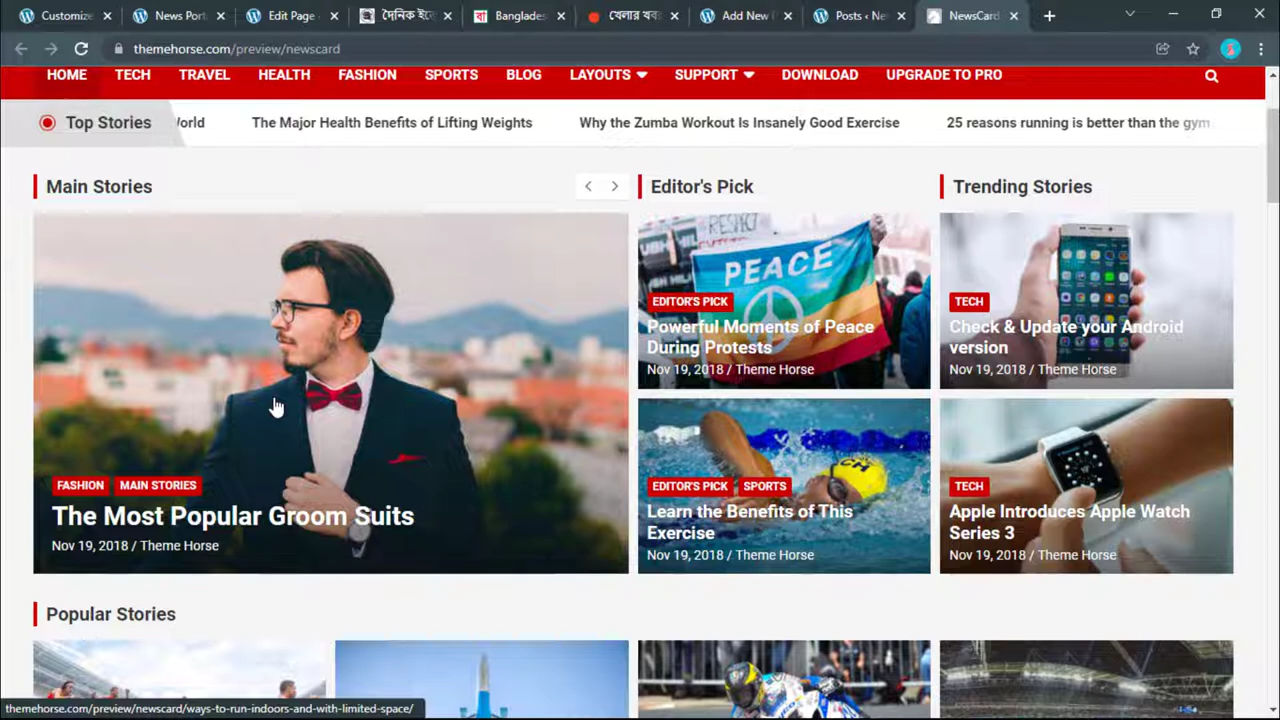 Customize
News Port
Edit Page
দৈনিক ইত্তে
Banglades
খেলার খবর
Add New
Posts ‹ Ne
NewsCard
themehorse.com/preview/newscard
HOME TECH TRAVEL HEALTH FASHION SPORTS BLOG LAYOUTS SUPPORT DOWNLOAD UPGRADE TO PRO
Top Stories
World
The Major Health Benefits of Lifting Weights
Why the Zumba Workout Is Insanely Good Exercise
25 reasons running is better than the gym
Main Stories
FASHION MAIN STORIES
The Most Popular Groom Suits
Nov 19, 2018 / Theme Horse
Editor's Pick
RESPECT
PEACE
EDITOR'S PICK
Powerful Moments of Peace
During Protests
Nov 19, 2018 / Theme Horse
EDITOR'S PICK SPORTS
Learn the Benefits of This
Exercise
Nov 19, 2018 / Theme Horse
Trending Stories
TECH
Check & Update your Android
version
Nov 19, 2018 / Theme Horse
TECH
Apple Introduces Apple Watch
Series 3
Nov 19, 2018 / Theme Horse
Popular Stories
themehorse.com/preview/newscard/ways-to-run-indoors-and-with-limited-space/